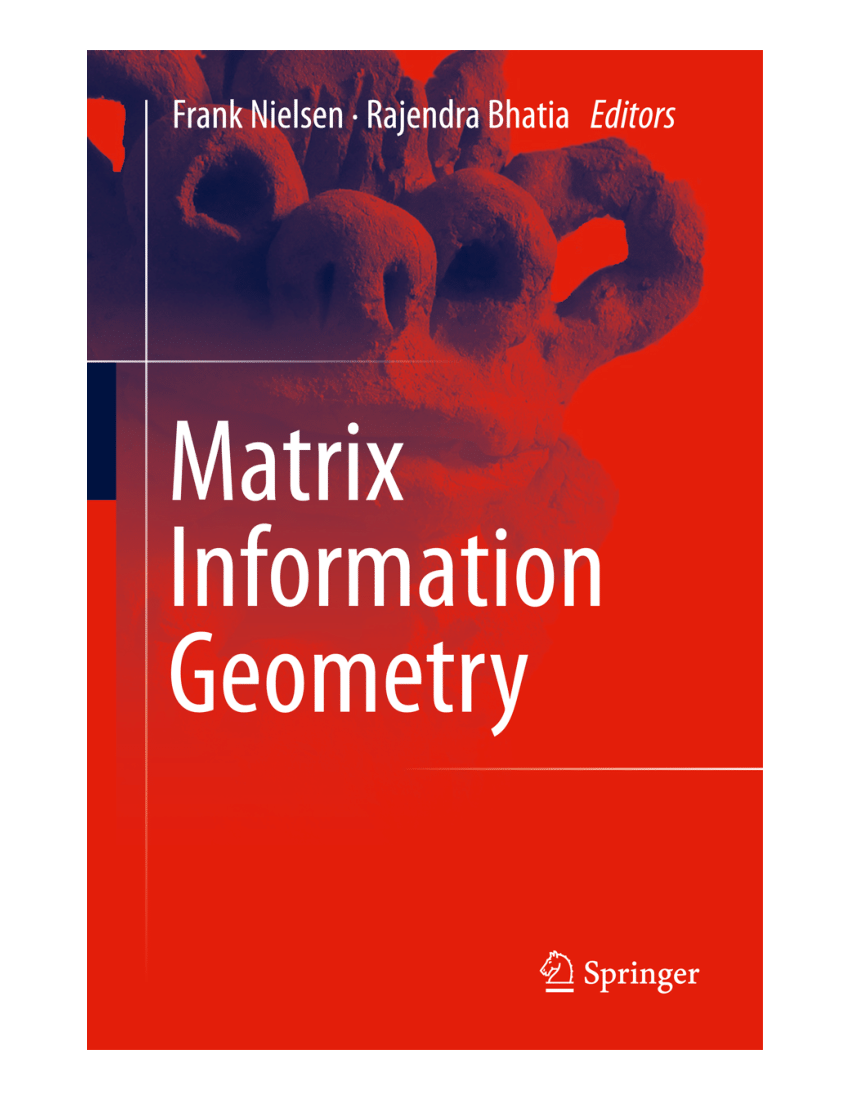 Frank Nielsen · Rajendra Bhatia Editors
Matrix
Information
Geometry
Springer